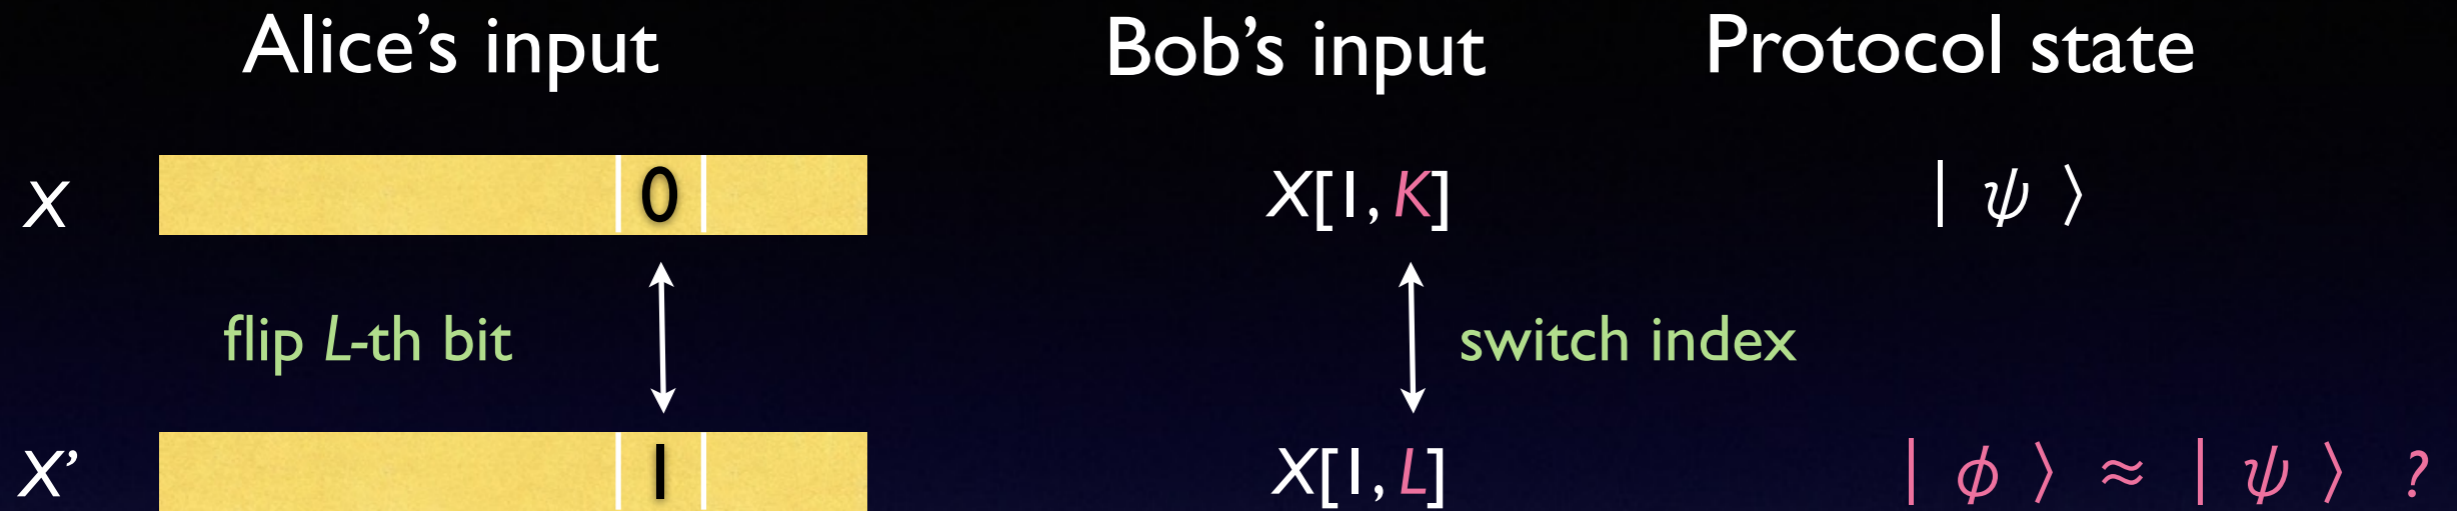 Alice’s input Bob’s input Protocol state
X 0 X[1, K] | ψ ⟩
flip L-th bit switch index
X’ 1 X[1, L] | ϕ ⟩ ≈ | ψ ⟩ ?